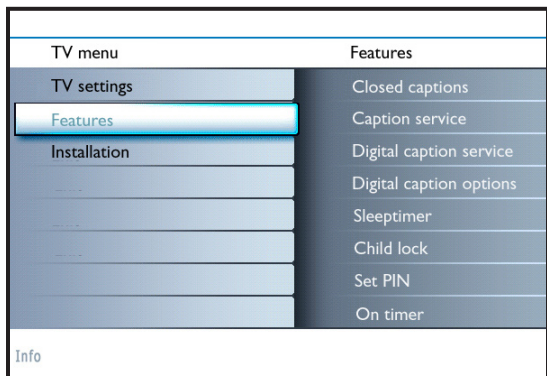 TV menu
Features
TV settings
Features
Installation
Closed captions
Caption service
Digital caption service
Digital caption options
Sleeptimer
Child lock
Set PIN
On timer
Info